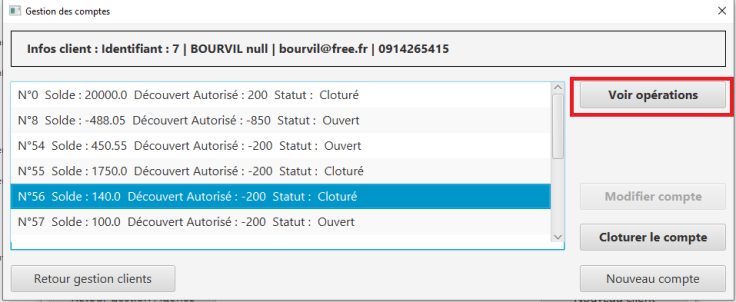 Gestion des comptes
Infos client : Identifiant : 7 | BOURVIL null | bourvil@free.fr | 0914265415
N°0 Solde : 20000.0 Découvert Autorisé : 200 Statut : Cloturé
Voir opérations
N°8 Solde : -488.05 Découvert Autorisé : -850 Statut : Ouvert
N°54 Solde : 450.55 Découvert Autorisé : -200 Statut : Ouvert
N°55 Solde : 1750.0 Découvert Autorisé : -200 Statut : Cloturé
N°56 Solde : 140.0 Découvert Autorisé : -200 Statut : Cloturé
Modifier compte
N°57 Solde : 100.0 Découvert Autorisé : -200 Statut : Ouvert
Cloturer le compte
Retour gestion clients
Nouveau compte